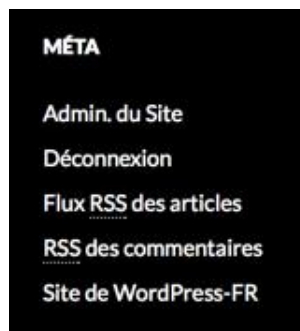 MÉTA
Admin. du Site
Déconnexion
Flux RSS des articles
RSS des commentaires
Site de WordPress-FR